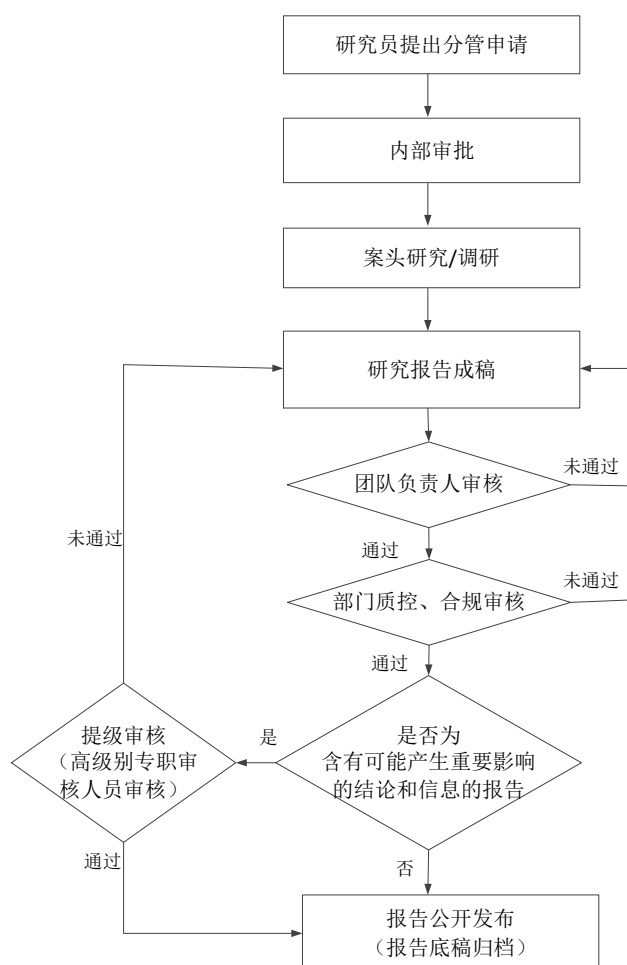 研究员提出分管申请
内部审批
案头研究/调研
研究报告成稿
团队负责人审核
未通过
未通过
通过
部门质控、合规审核
未通过
通过
提级审核
（高级别专职审
核人员审核）
是
是否为
含有可能产生重要影响
的结论和信息的报告
通过
否
报告公开发布
（报告底稿归档）